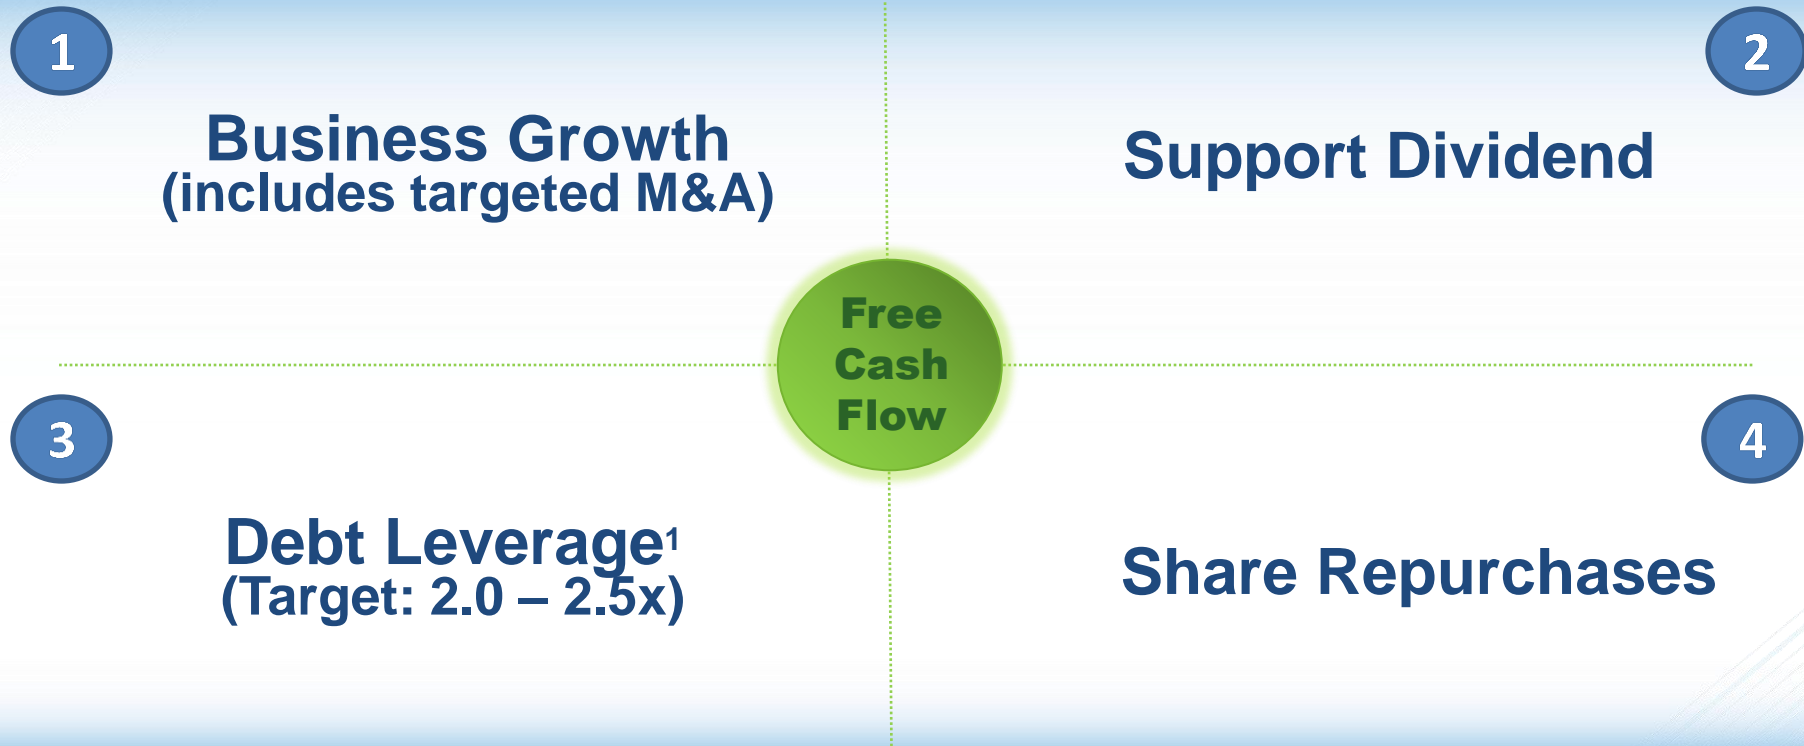 1
Business Growth
(includes targeted M&A)
2
Support Dividend
Free
Cash
Flow
3
Debt Leverage¹
(Target: 2.0 – 2.5x)
4
Share Repurchases